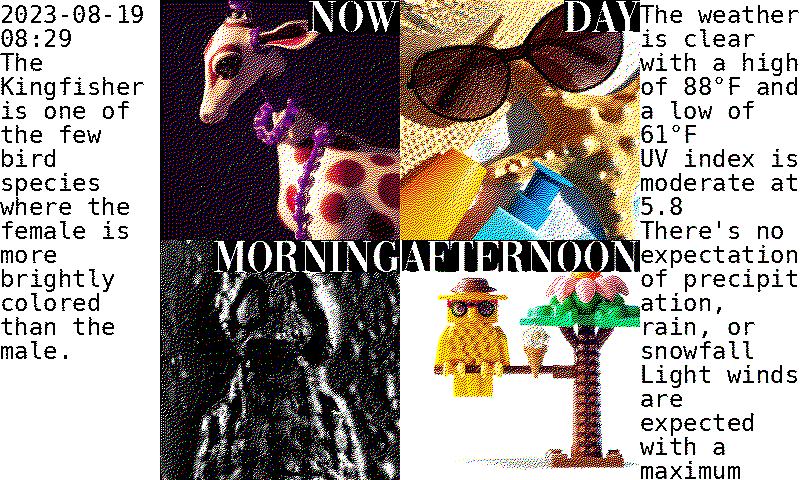 2023-08-19
08:29
The
Kingfisher
is one of
the few
bird
species
where the
female is
more
brightly
colored
than the
male.
NOW
DAY
MORNING
AFTERNOON
The weather
is clear
with a high
of 88°F and
a low of
61°F
UV index is
moderate at
5.8
There's no
expectation
of precipit
ation,
rain, or
snowfall
Light winds
are
expected
with a
maximum